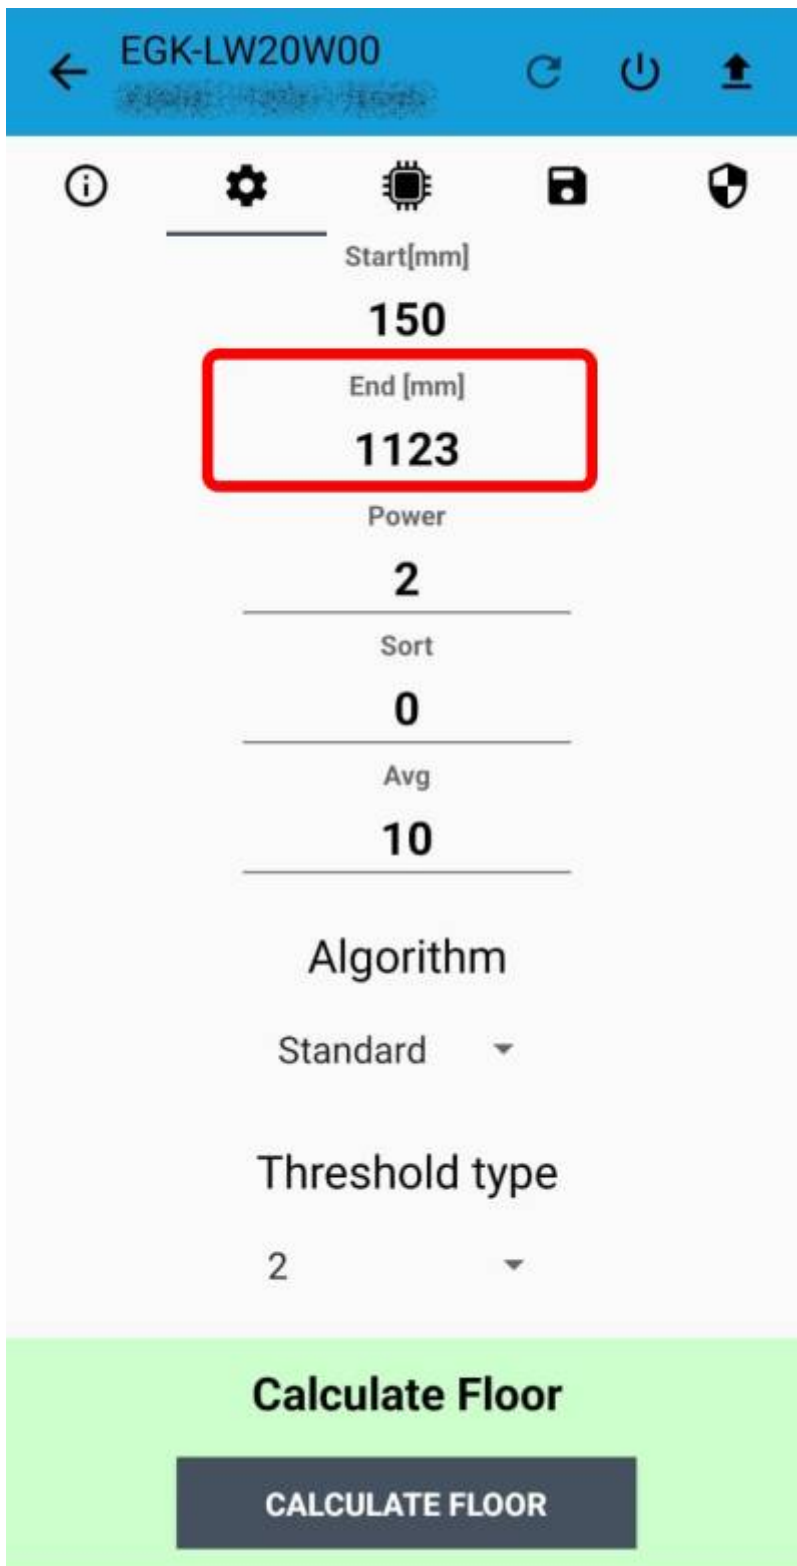 EGK-LW20W00
Start[mm]
150
End [mm]
1123
Power
2
Sort
0
Avg
10
Algorithm
Standard
Threshold type
2
Calculate Floor
CALCULATE FLOOR